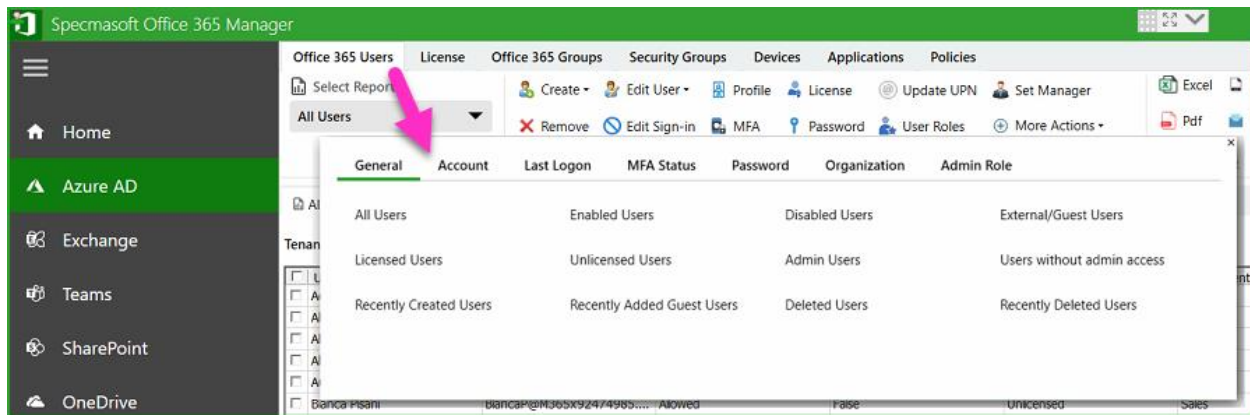 Specmasoft Office 365 Manager
Office 365 Users License Office 365 Groups Security Groups Devices Applications Policies
Select Report
Create Edit User Profile License Update UPN Set Manager Excel
All Users
Remove Edit Sign-in MFA Password User Roles More Actions Pdf
Home
General Account Last Logon MFA Status Password Organization Admin Role
Azure AD
All Users Enabled Users Disabled Users External/Guest Users
Exchange
Tenan
Licensed Users Unlicensed Users Admin Users Users without admin access
Teams
Recently Created Users Recently Added Guest Users Deleted Users Recently Deleted Users
SharePoint
OneDrive
Bianca Pisani BiancaP@M365x92474985.... Allowed False Unlicensed Sales